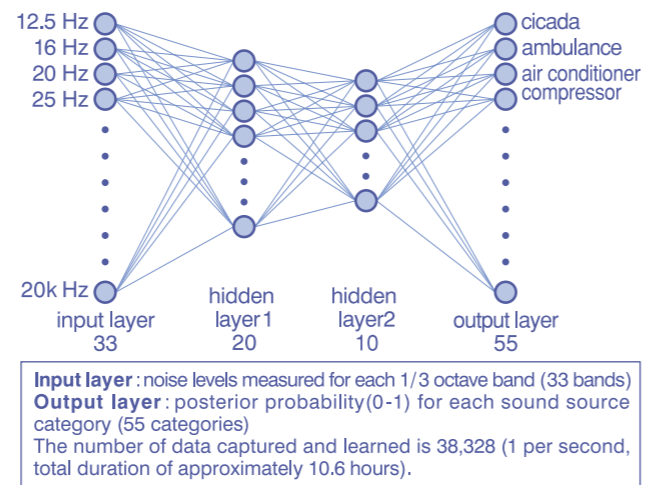 12.5 Hz
16 Hz
20 Hz
25 Hz
20k Hz
cicada
ambulance
air conditioner
compressor
input layer
33
hidden
layer1
20
hidden
layer2
10
output layer
55
Input layer : noise levels measured for each 1/3 octave band (33 bands)
Output layer : posterior probability(0-1) for each sound source
category (55 categories)
The number of data captured and learned is 38,328 (1 per second,
total duration of approximately 10.6 hours).